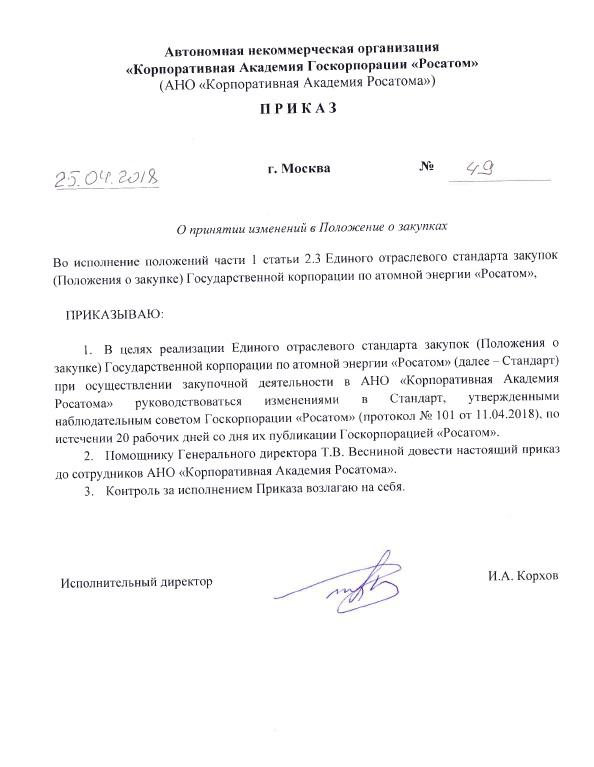 Автономная некоммерческая организация
«Корпоративная Академия Госкорпорации «Росатом»
(АНО «Корпоративная Академия Росатома»)
П Р И К А З
25.04.2018 г. Москва № 49
О принятии изменений в Положение о закупках
Во исполнение положений части 1 статьи 2.3 Единого отраслевого стандарта закупок
(Положения о закупке) Государственной корпорации по атомной энергии «Росатом»,
ПРИКАЗЫВАЮ:
1. В целях реализации Единого отраслевого стандарта закупок (Положения о
закупке) Государственной корпорации по атомной энергии «Росатом» (далее – Стандарт)
при осуществлении закупочной деятельности в АНО «Корпоративная Академия
Росатома» руководствоваться изменениями в Стандарт, утвержденными
наблюдательным советом Госкорпорации «Росатом» (протокол № 101 от 11.04.2018), по
истечении 20 рабочих дней со дня их публикации Госкорпорацией «Росатом».
2. Помощнику Генерального директора Т.В. Весниной довести настоящий приказ
до сотрудников АНО «Корпоративная Академия Росатома».
3. Контроль за исполнением Приказа возлагаю на себя.
Исполнительный директор И.А. Корхов